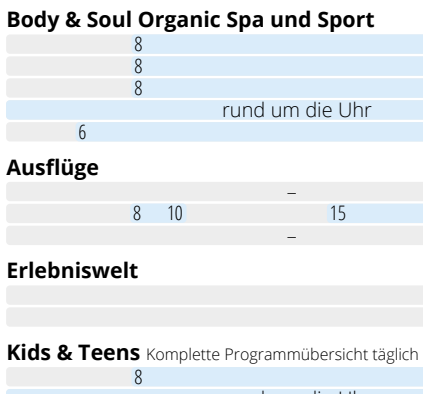 Body & Soul Organic Spa und Sport
8
8
8
rund um die Uhr
6
Ausflüge
–
8 10 15
–
Erlebniswelt
Kids & Teens Komplette Programmübersicht täglich
8